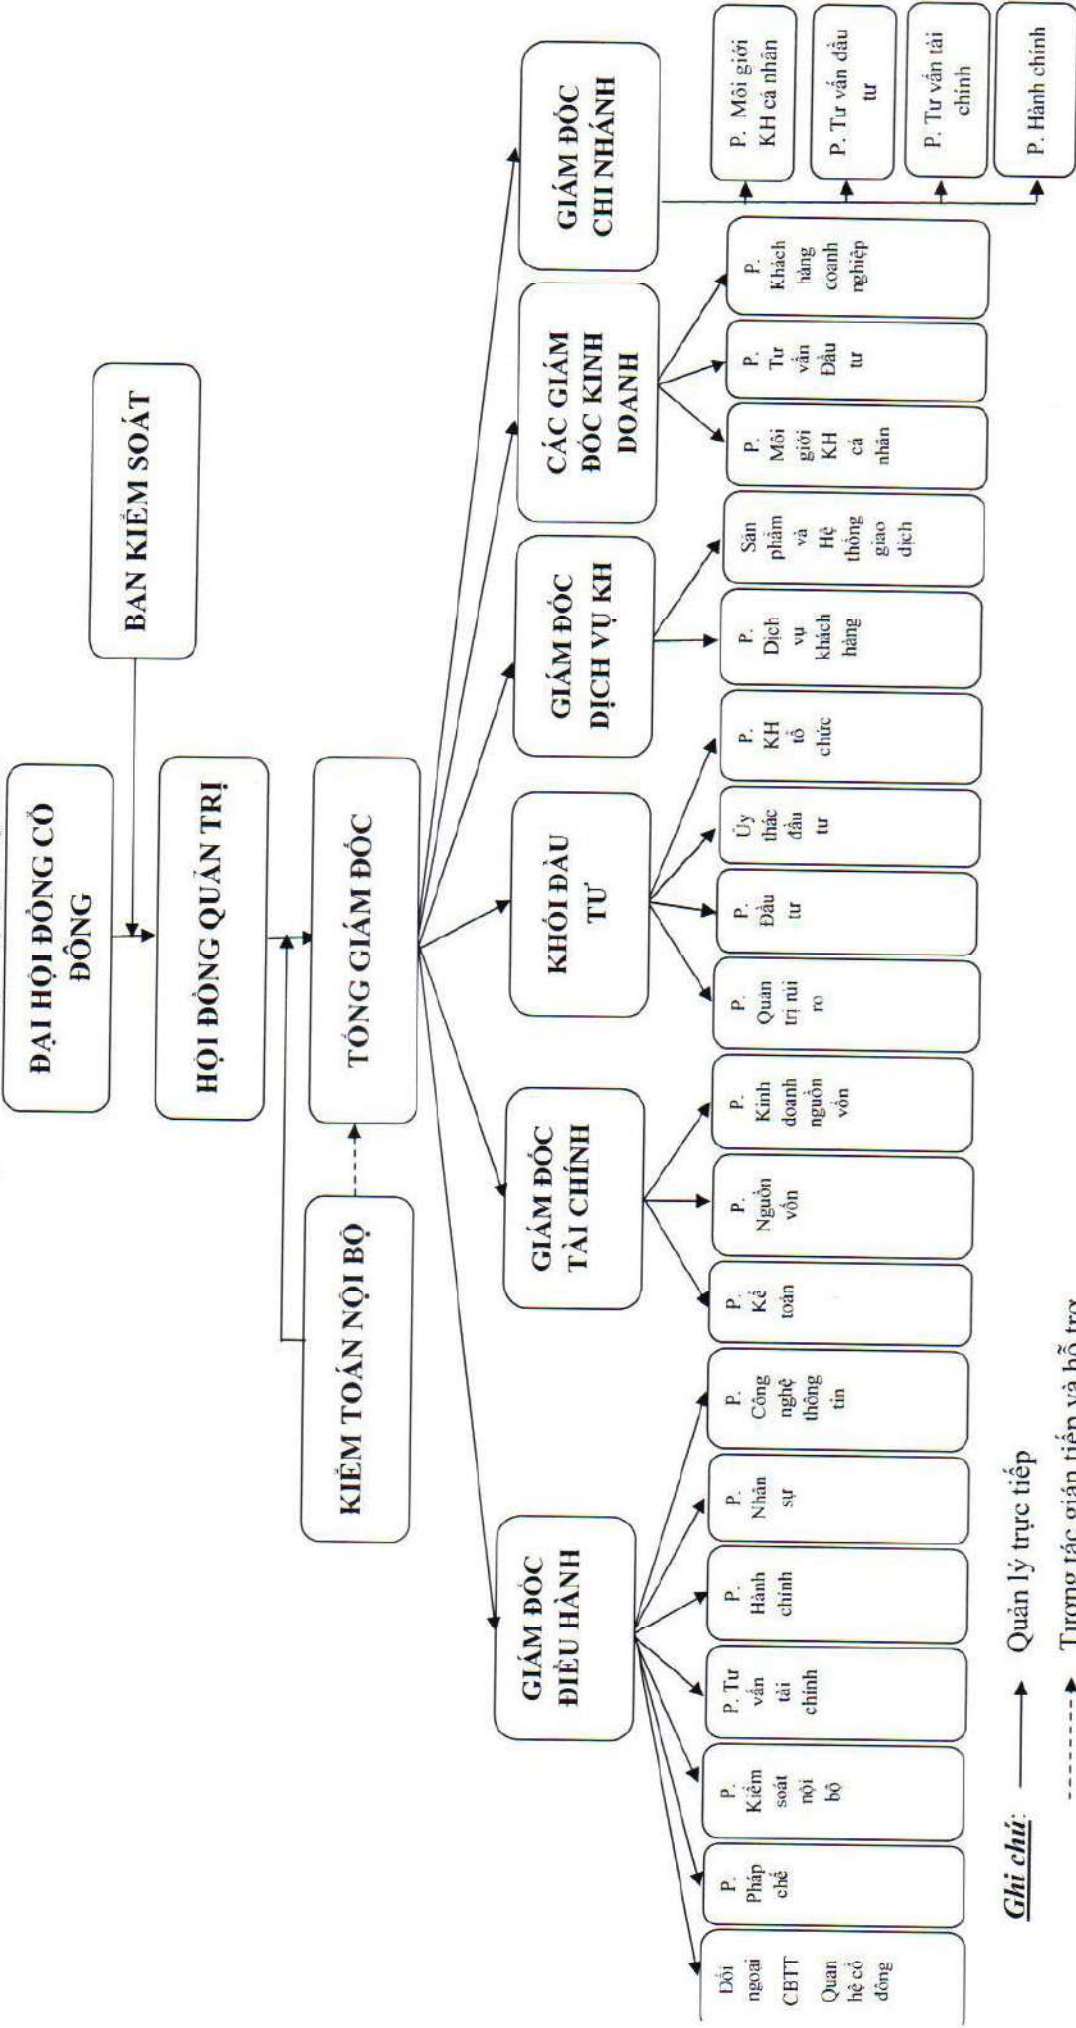 ĐẠI HỘI ĐỒNG CỔ
ĐÔNG
BAN KIỂM SOÁT
HỘI ĐỒNG QUẢN TRỊ
KIỂM TOÁN NỘI BỘ
TỔNG GIÁM ĐỐC
GIÁM ĐỐC
ĐIỀU HÀNH
GIÁM ĐỐC
TÀI CHÍNH
KHỐI ĐẦU
TƯ
GIÁM ĐỐC
DỊCH VỤ KH
CÁC GIÁM
ĐỐC KINH
DOANH
GIÁM ĐỐC
CHI NHÁNH
Đối
ngoại
CBTT
Quan
hệ cổ
đông
P.
Pháp
chế
P.
Kiểm
soát
nội
bộ
P. Tư
vấn
tài
chính
P.
Hành
chính
P.
Nhân
sự
P.
Công
nghệ
thông
tin
P.
Kế
toán
P.
Nguồn
vốn
P.
Kinh
doanh
nguồn
vốn
P.
Quản
trị rủi
ro
P.
Đầu
tư
Ủy
thác
đầu
tư
P.
KH
tổ
chức
P.
Dịch
vụ
khách
hàng
Sản
phẩm
và
Hệ
thống
giao
dịch
P.
Môi
giới
KH
cá
nhân
P.
Tư
vấn
Đầu
tư
P.
Khách
hàng
doanh
nghiệp
P. Môi giới
KH cá nhân
P. Tư vấn đầu
tư
P. Tư vấn tài
chính
P. Hành chính
Ghi chú:
Quản lý trực tiếp
Tương tác gián tiếp và hỗ trợ